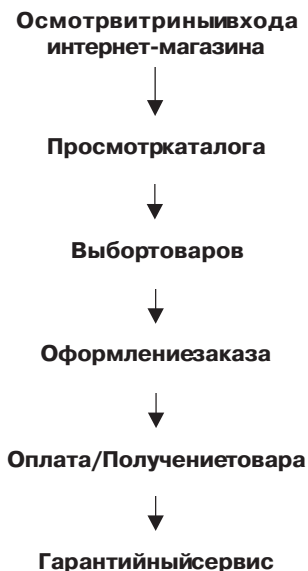 Осмотрвитриныивхода
интернет-магазина
Просмотркаталога
Выбортоваров
Оформлениезаказа
Оплата/Получениетовара
Гарантийныйсервис